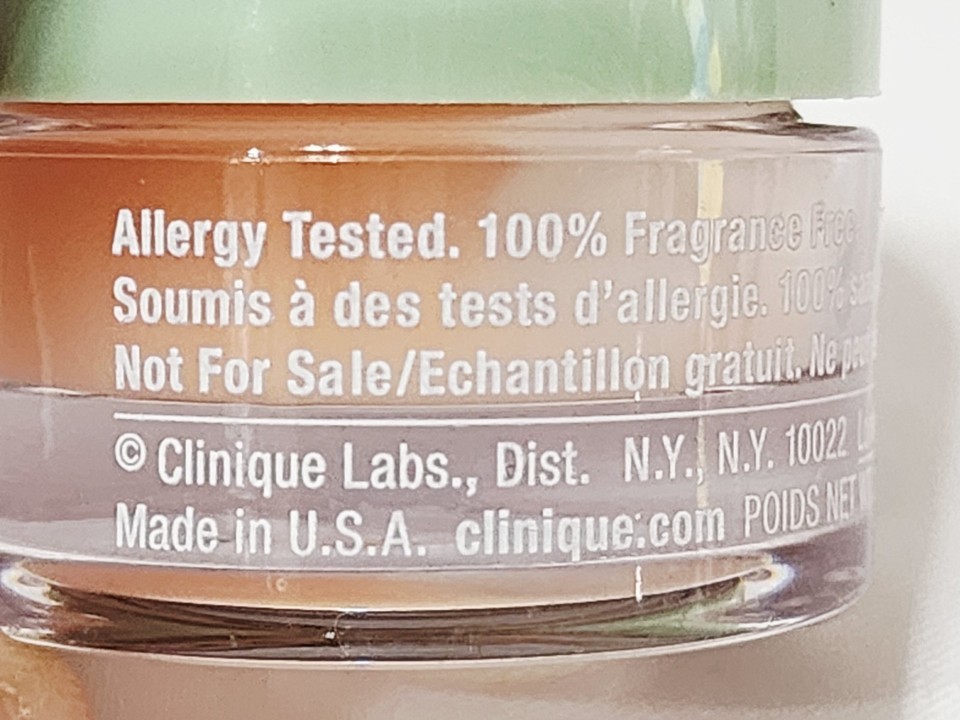 Allergy Tested. 100% Fragrance Free
Soumis à des tests d'allergie. 100%
Not For Sale/Echantillon gratuit. Ne
© Clinique Labs., Dist. N.Y., N.Y. 10022
Made in U.S.A. clinique.com POIDS NET